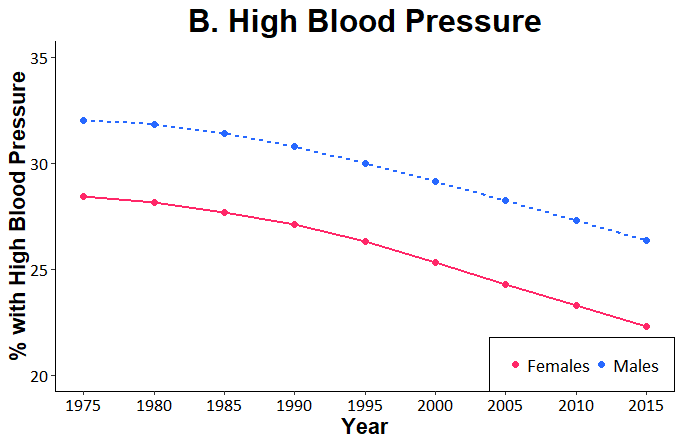 B. High Blood Pressure
% with High Blood Pressure
35
30
25
20
Females Males
1975 1980 1985 1990 1995 2000 2005 2010 2015
Year